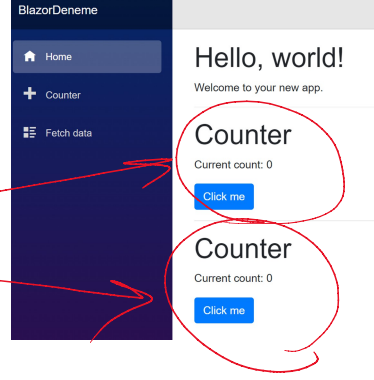 BlazorDeneme
Home
Counter
Fetch data
Hello, world!
Welcome to your new app.
Counter
Current count: 0
Click me
Counter
Current count: 0
Click me